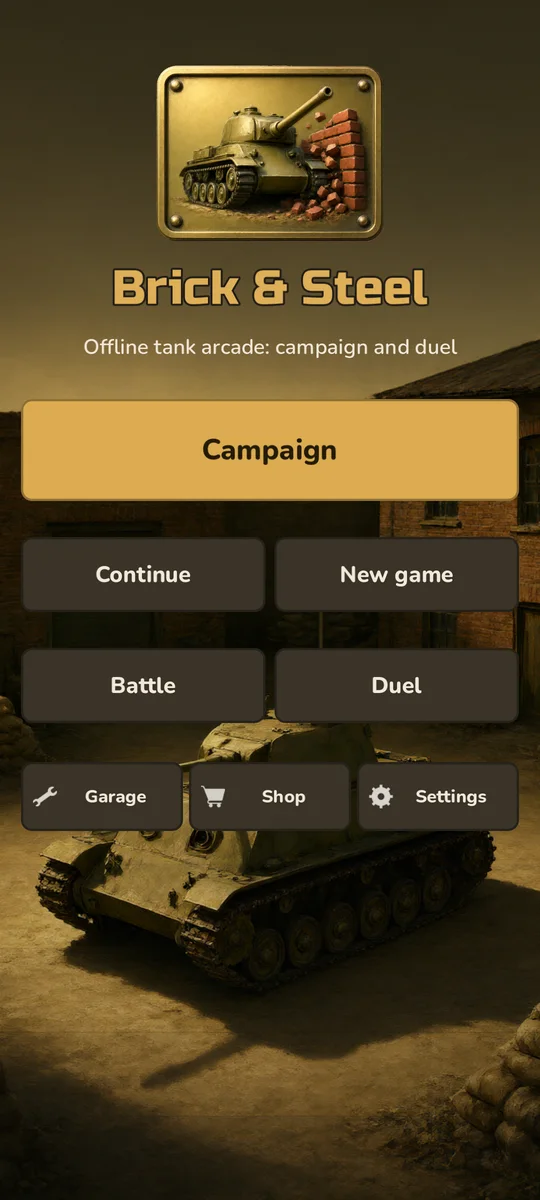 Brick & Steel
Offline tank arcade: campaign and duel
Campaign
Continue
New game
Battle
Duel
Garage
Shop
Settings